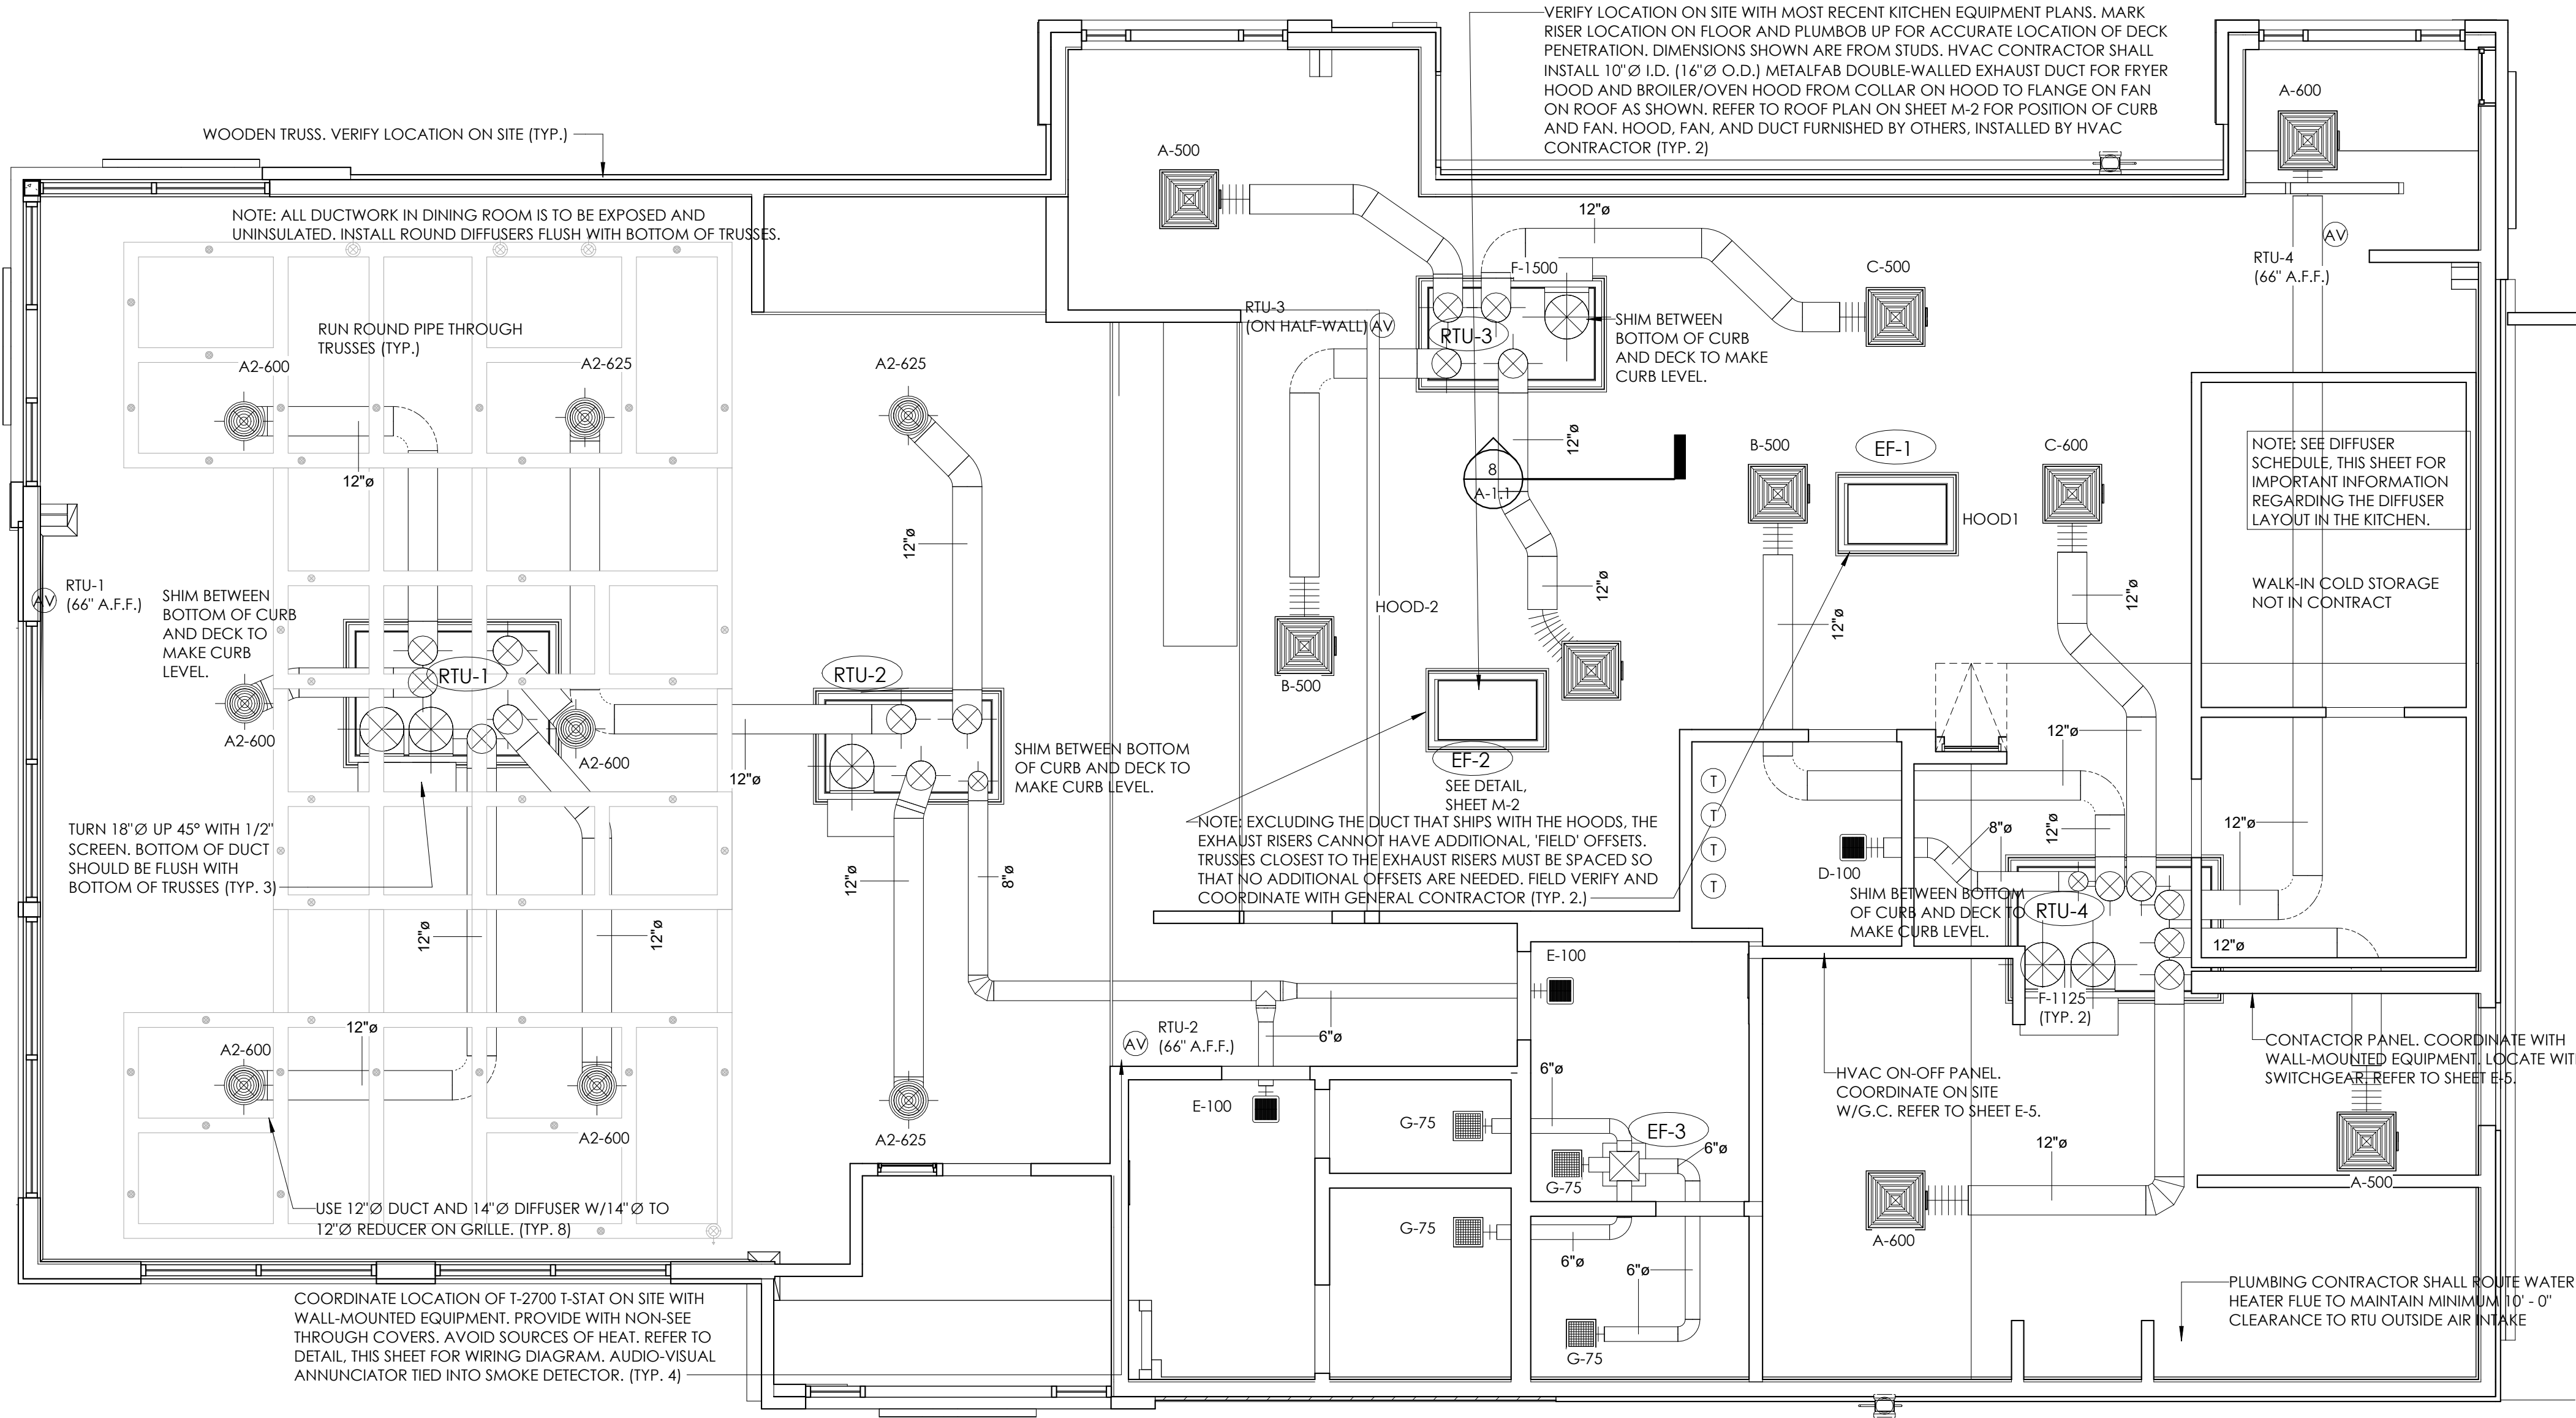 VERIFY LOCATION ON SITE WITH MOST RECENT KITCHEN EQUIPMENT PLANS. MARK
RISER LOCATION ON FLOOR AND PLUMBOB UP FOR ACCURATE LOCATION OF DECK
PENETRATION. DIMENSIONS SHOWN ARE FROM STUDS. HVAC CONTRACTOR SHALL
INSTALL 10"Ø I.D. (16"Ø O.D.) METALFAB DOUBLE-WALLED EXHAUST DUCT FOR FRYER
HOOD AND BROILER/OVEN HOOD FROM COLLAR ON HOOD TO FLANGE ON FAN
ON ROOF AS SHOWN. REFER TO ROOF PLAN ON SHEET M-2 FOR POSITION OF CURB
AND FAN. HOOD, FAN, AND DUCT FURNISHED BY OTHERS, INSTALLED BY HVAC
CONTRACTOR (TYP. 2)
WOODEN TRUSS. VERIFY LOCATION ON SITE (TYP.)
NOTE: ALL DUCTWORK IN DINING ROOM IS TO BE EXPOSED AND
UNINSULATED. INSTALL ROUND DIFFUSERS FLUSH WITH BOTTOM OF TRUSSES.
RUN ROUND PIPE THROUGH
TRUSSES (TYP.)
A2-600
A2-625
A2-625
12"ø
AV
RTU-1
(66" A.F.F.)
SHIM BETWEEN
BOTTOM OF CURB
AND DECK TO
MAKE CURB
LEVEL.
RTU-1
A2-600
A2-600
12"ø
RTU-2
12"ø
SHIM BETWEEN BOTTOM
OF CURB AND DECK TO
MAKE CURB LEVEL.
TURN 18"Ø UP 45° WITH 1/2"
SCREEN. BOTTOM OF DUCT
SHOULD BE FLUSH WITH
BOTTOM OF TRUSSES (TYP. 3)
12"ø
12"ø
12"ø
8"ø
A2-600
12"ø
A2-600
A2-625
USE 12"Ø DUCT AND 14"Ø DIFFUSER W/14"Ø TO
12"Ø REDUCER ON GRILLE. (TYP. 8)
COORDINATE LOCATION OF T-2700 T-STAT ON SITE WITH
WALL-MOUNTED EQUIPMENT. PROVIDE WITH NON-SEE
THROUGH COVERS. AVOID SOURCES OF HEAT. REFER TO
DETAIL, THIS SHEET FOR WIRING DIAGRAM. AUDIO-VISUAL
ANNUNCIATOR TIED INTO SMOKE DETECTOR. (TYP. 4)
A-500
12"ø
F-1500
C-500
RTU-3
(ON HALF-WALL)
AV
RTU-3
SHIM BETWEEN
BOTTOM OF CURB
AND DECK TO MAKE
CURB LEVEL.
12"ø
8
A-1.1
12"ø
HOOD-2
B-500
EF-2
SEE DETAIL,
SHEET M-2
NOTE: EXCLUDING THE DUCT THAT SHIPS WITH THE HOODS, THE
EXHAUST RISERS CANNOT HAVE ADDITIONAL, 'FIELD' OFFSETS.
TRUSSES CLOSEST TO THE EXHAUST RISERS MUST BE SPACED SO
THAT NO ADDITIONAL OFFSETS ARE NEEDED. FIELD VERIFY AND
COORDINATE WITH GENERAL CONTRACTOR (TYP. 2.)
B-500
EF-1
HOOD1
C-600
12"ø
12"ø
12"ø
T
T
T
T
8"ø
12"ø
D-100
SHIM BETWEEN BOTTOM
OF CURB AND DECK TO
MAKE CURB LEVEL.
RTU-4
12"ø
12"ø
F-1125
(TYP. 2)
A-600
AV
RTU-4
(66" A.F.F.)
NOTE: SEE DIFFUSER
SCHEDULE, THIS SHEET FOR
IMPORTANT INFORMATION
REGARDING THE DIFFUSER
LAYOUT IN THE KITCHEN.
WALK-IN COLD STORAGE
NOT IN CONTRACT
E-100
AV
RTU-2
(66" A.F.F.)
6"ø
E-100
6"ø
G-75
EF-3
6"ø
G-75
G-75
6"ø
6"ø
G-75
HVAC ON-OFF PANEL.
COORDINATE ON SITE
W/G.C. REFER TO SHEET E-5.
CONTACTOR PANEL. COORDINATE WITH
WALL-MOUNTED EQUIPMENT. LOCATE WIT
SWITCHGEAR. REFER TO SHEET E-5.
12"ø
A-600
A-500
PLUMBING CONTRACTOR SHALL ROUTE WATER
HEATER FLUE TO MAINTAIN MINIMUM 10' - 0"
CLEARANCE TO RTU OUTSIDE AIR INTAKE